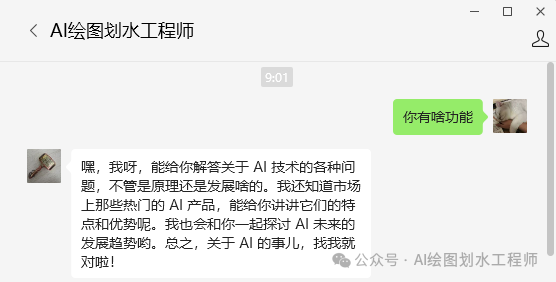 AI绘图划水工程师
9:01
你有啥功能
嘿，我呀，能给你解答关于 AI 技术的各种问
题，不管是原理还是发展啥的。我还知道市场
上那些热门的 AI 产品，能给你讲讲它们的特
点和优势呢。我也会和你一起探讨 AI 未来的
发展趋势哟。总之，关于 AI 的事儿，找我就
对啦！
公众号 · AI绘图划水工程师